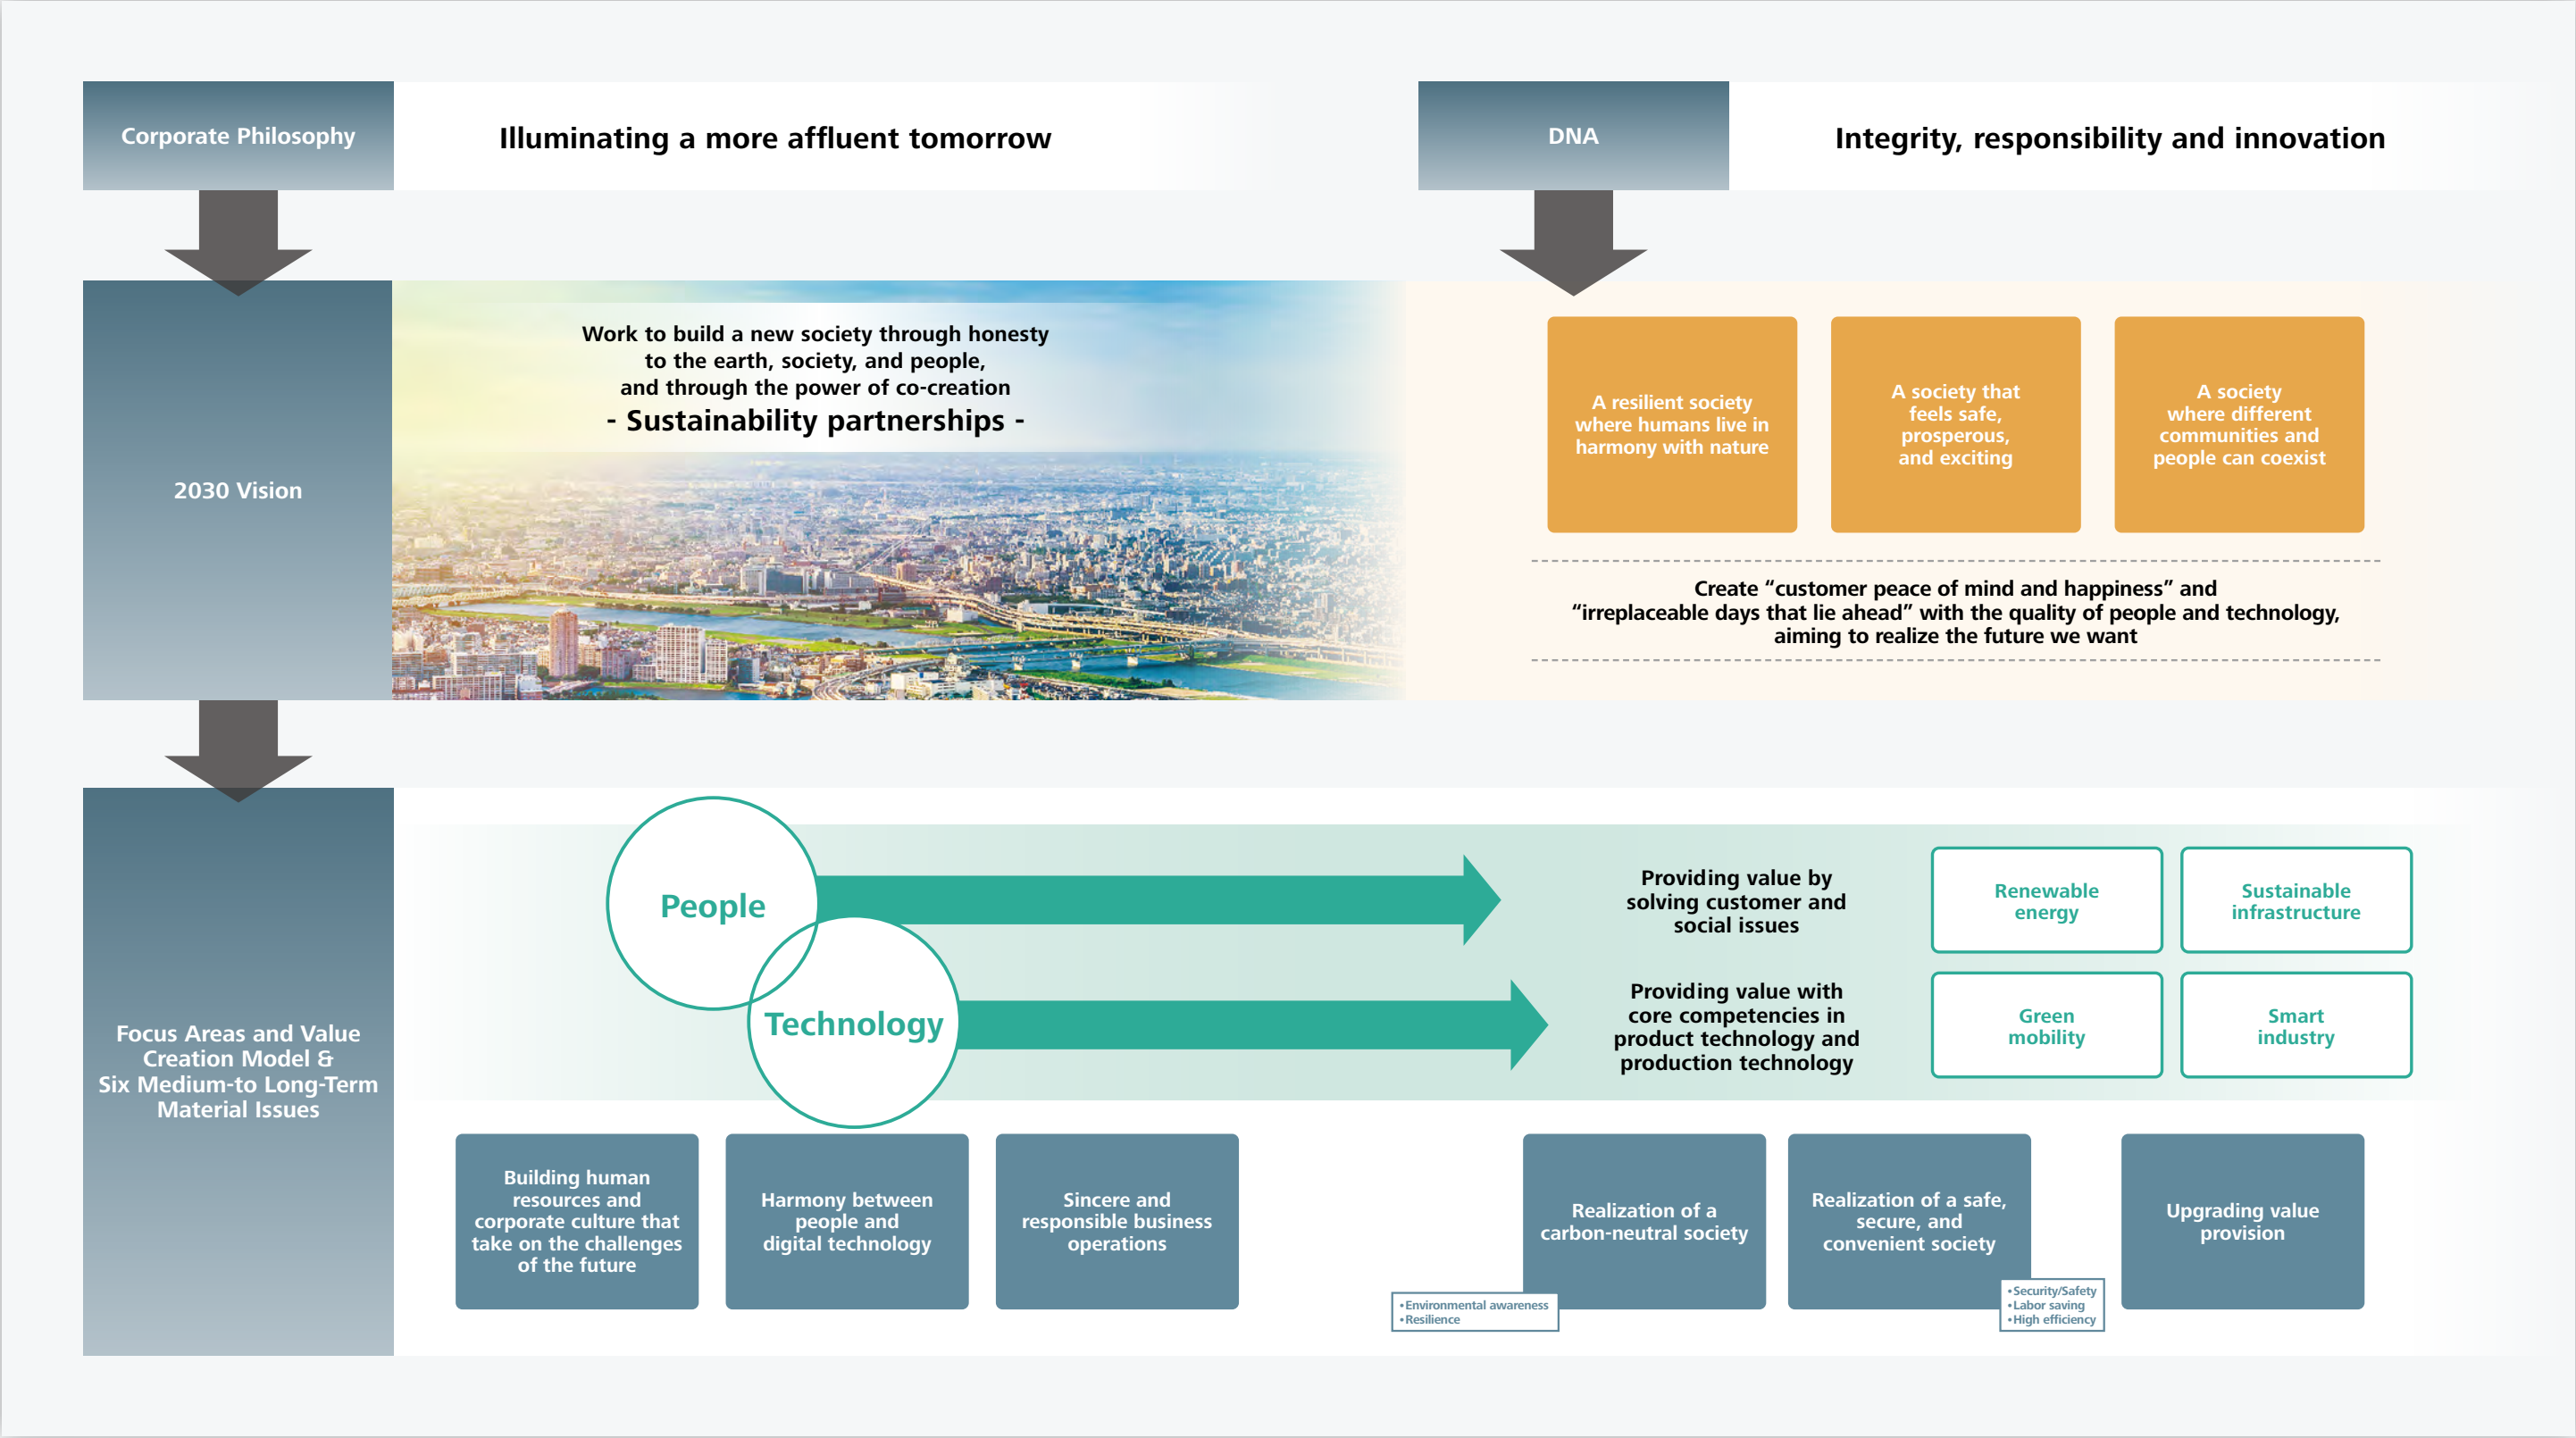 Corporate Philosophy
Illuminating a more affluent tomorrow
DNA
Integrity, responsibility and innovation
2030 Vision
Work to build a new society through honesty
to the earth, society, and people,
and through the power of co-creation
- Sustainability partnerships -
A resilient society
where humans live in
harmony with nature
A society that
feels safe,
prosperous,
and exciting
A society
where different
communities and
people can coexist
Create “customer peace of mind and happiness” and
“irreplaceable days that lie ahead” with the quality of people and technology,
aiming to realize the future we want
Focus Areas and Value
Creation Model &
Six Medium-to Long-Term
Material Issues
People
Technology
Providing value by
solving customer and
social issues
Providing value with
core competencies in
product technology and
production technology
Renewable
energy
Sustainable
infrastructure
Green
mobility
Smart
industry
Building human
resources and
corporate culture that
take on the challenges
of the future
Harmony between
people and
digital technology
Sincere and
responsible business
operations
Realization of a
carbon-neutral society
•Environmental awareness
•Resilience
Realization of a safe,
secure, and
convenient society
•Security/Safety
•Labor saving
•High efficiency
Upgrading value
provision